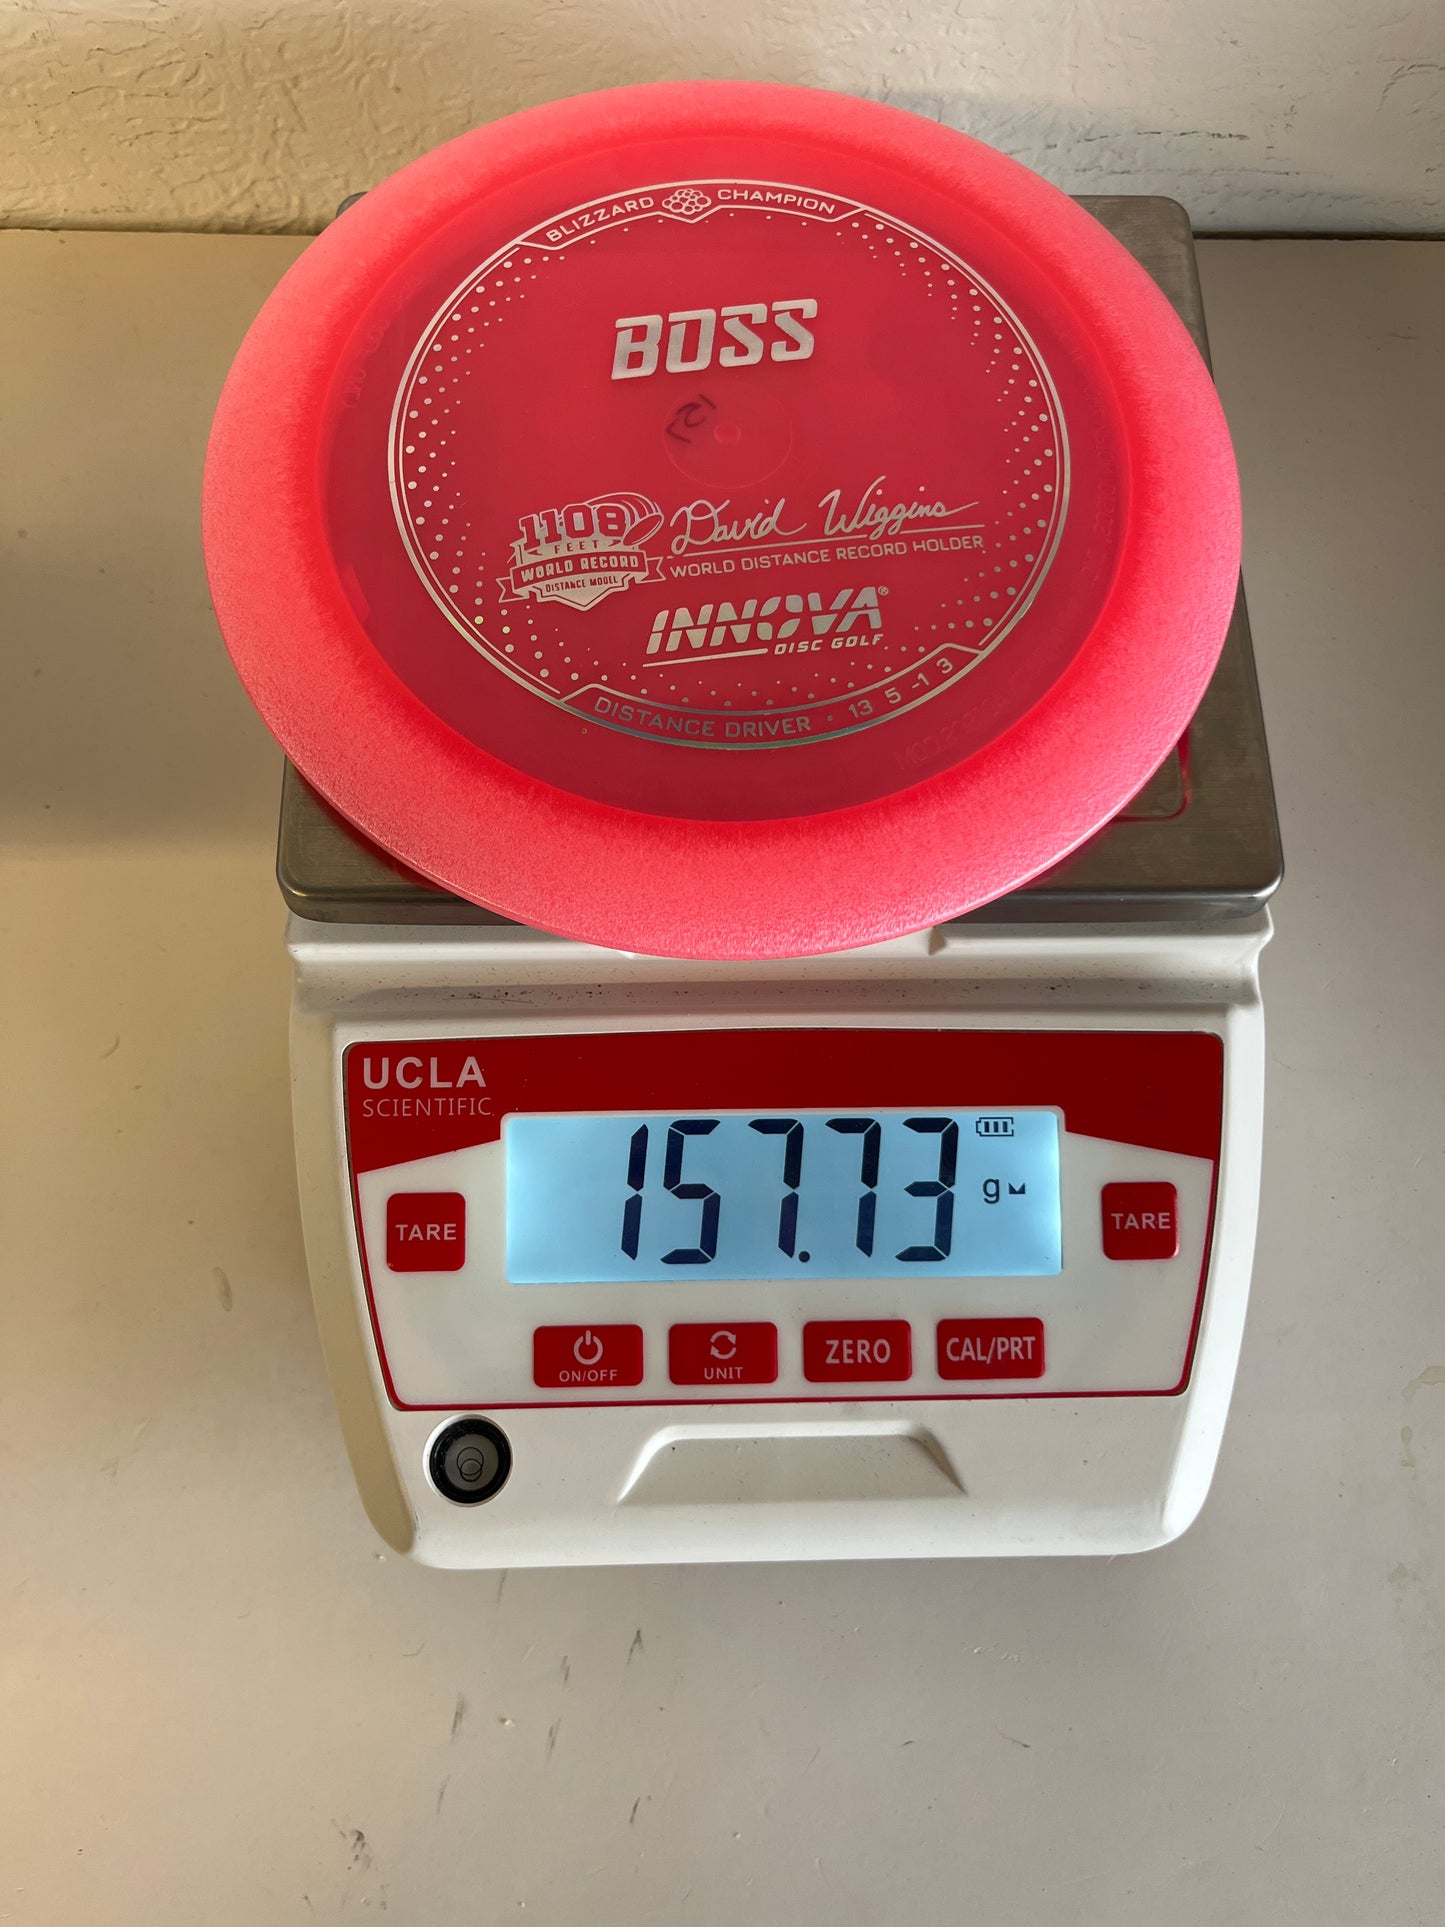 BLIZZARD CHAMPION
BOSS
1108
FEET
WORLD RECORD
DISTANCE MODEL
David Wiggins
WORLD DISTANCE RECORD HOLDER
INNOVA®
DISC GOLF
DISTANCE DRIVER • 13 5 -1 3
UCLA
SCIENTIFIC
157.73 g
TARE
TARE
ON/OFF
UNIT
ZERO
CAL/PRT